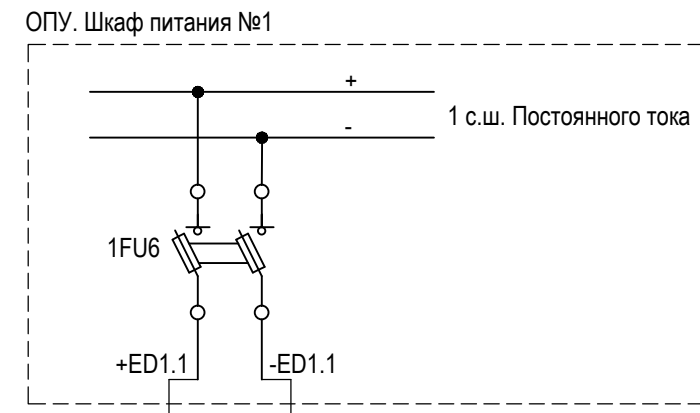 ОПУ. Шкаф питания №1
+
1 с.ш. Постоянного тока
-
1FU6
+ED1.1 -ED1.1